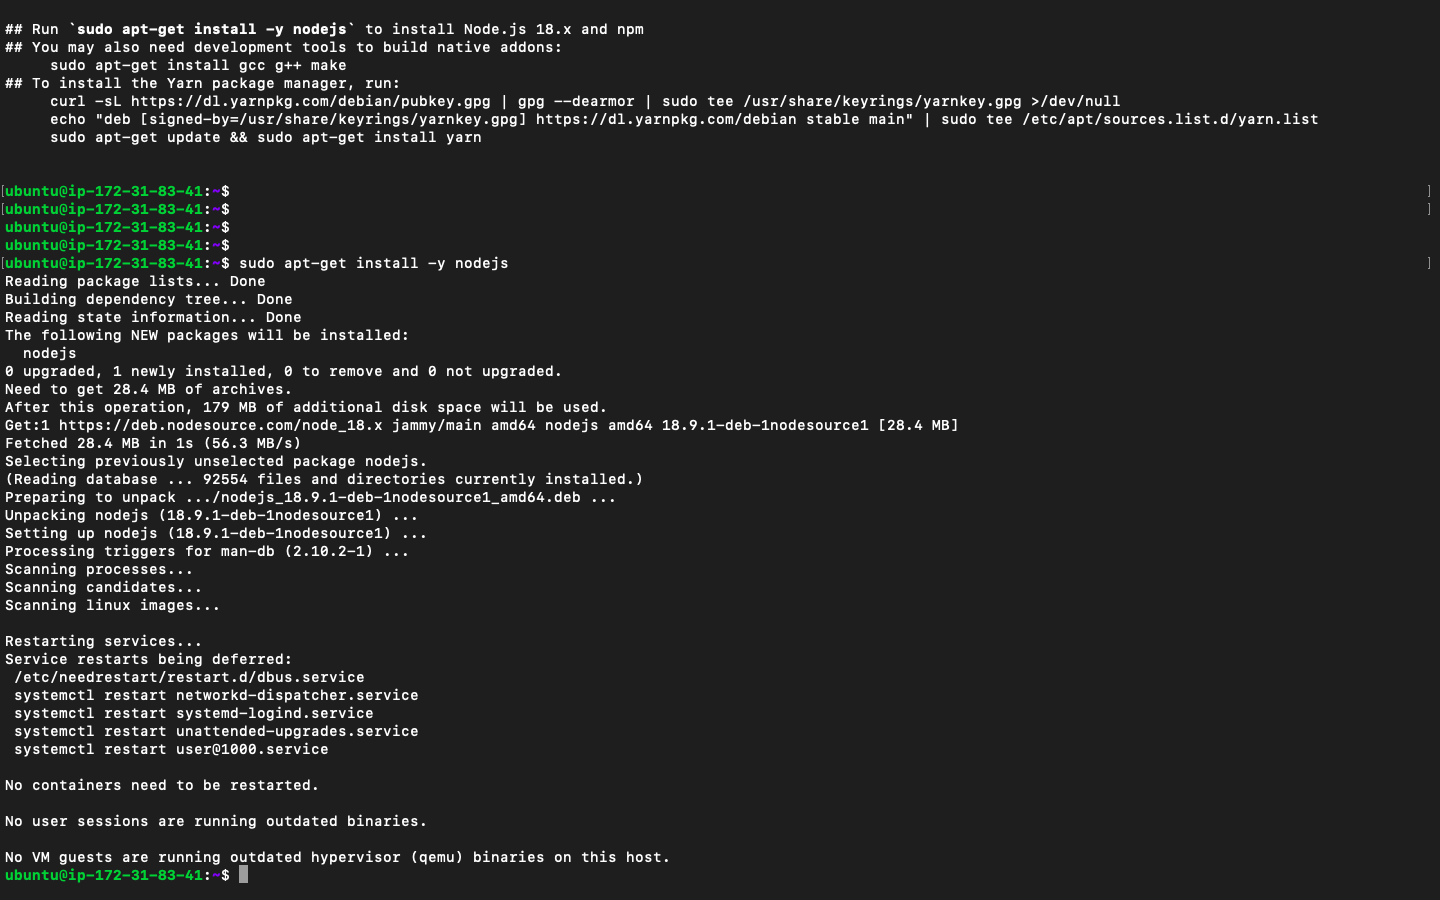 ## Run `sudo apt-get install -y nodejs` to install Node.js 18.x and npm
## You may also need development tools to build native addons:
     sudo apt-get install gcc g++ make
## To install the Yarn package manager, run:
     curl -sL https://dl.yarnpkg.com/debian/pubkey.gpg | gpg --dearmor | sudo tee /usr/share/keyrings/yarnkey.gpg >/dev/null
     echo "deb [signed-by=/usr/share/keyrings/yarnkey.gpg] https://dl.yarnpkg.com/debian stable main" | sudo tee /etc/apt/sources.list.d/yarn.list
     sudo apt-get update && sudo apt-get install yarn
[ubuntu@ip-172-31-83-41:~$ ]
[ubuntu@ip-172-31-83-41:~$ ]
ubuntu@ip-172-31-83-41:~$
ubuntu@ip-172-31-83-41:~$
[ubuntu@ip-172-31-83-41:~$ sudo apt-get install -y nodejs ]
Reading package lists... Done
Building dependency tree... Done
Reading state information... Done
The following NEW packages will be installed:
  nodejs
0 upgraded, 1 newly installed, 0 to remove and 0 not upgraded.
Need to get 28.4 MB of archives.
After this operation, 179 MB of additional disk space will be used.
Get:1 https://deb.nodesource.com/node_18.x jammy/main amd64 nodejs amd64 18.9.1-deb-1nodesource1 [28.4 MB]
Fetched 28.4 MB in 1s (56.3 MB/s)
Selecting previously unselected package nodejs.
(Reading database ... 92554 files and directories currently installed.)
Preparing to unpack .../nodejs_18.9.1-deb-1nodesource1_amd64.deb ...
Unpacking nodejs (18.9.1-deb-1nodesource1) ...
Setting up nodejs (18.9.1-deb-1nodesource1) ...
Processing triggers for man-db (2.10.2-1) ...
Scanning processes...
Scanning candidates...
Scanning linux images...
Restarting services...
Service restarts being deferred:
 /etc/needrestart/restart.d/dbus.service
 systemctl restart networkd-dispatcher.service
 systemctl restart systemd-logind.service
 systemctl restart unattended-upgrades.service
 systemctl restart user@1000.service
No containers need to be restarted.
No user sessions are running outdated binaries.
No VM guests are running outdated hypervisor (qemu) binaries on this host.
ubuntu@ip-172-31-83-41:~$